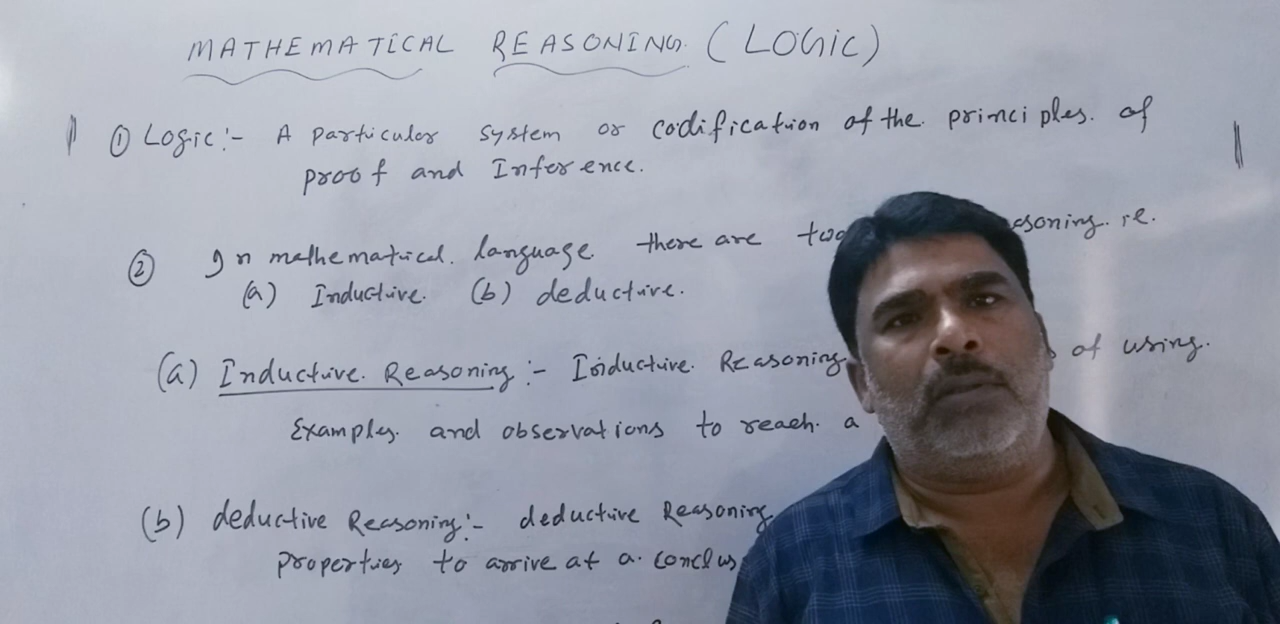 MATHEMATICAL REASONING (LOGIC)
① Logic:- A particular system or codification of the principles of
proof and Inference.
② In mathematical language there are two asoning ie.
(a) Inductive. (b) deductive.
(a) Inductive Reasoning:- Inductive Reasoning of using
Examples and observations to reach a
(b) deductive Reasoning:- deductive Reasoning
properties to arrive at a conclus